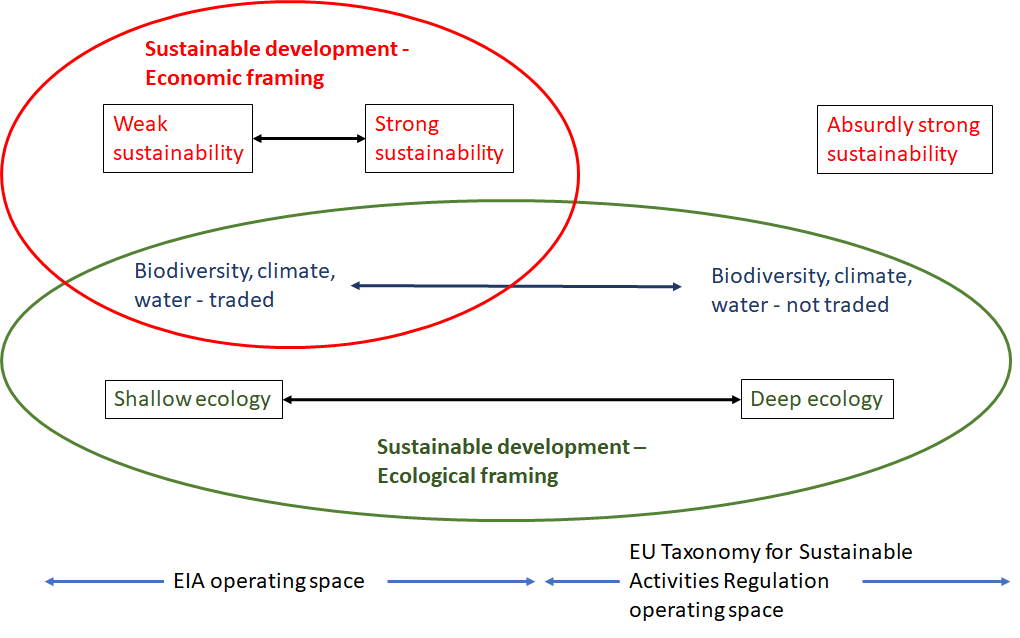 Sustainable development -
Economic framing
Weak
sustainability
Strong
sustainability
Absurdly strong
sustainability
Biodiversity, climate,
water - traded
Biodiversity, climate,
water - not traded
Shallow ecology
Deep ecology
Sustainable development –
Ecological framing
EIA operating space
EU Taxonomy for Sustainable
Activities Regulation
operating space